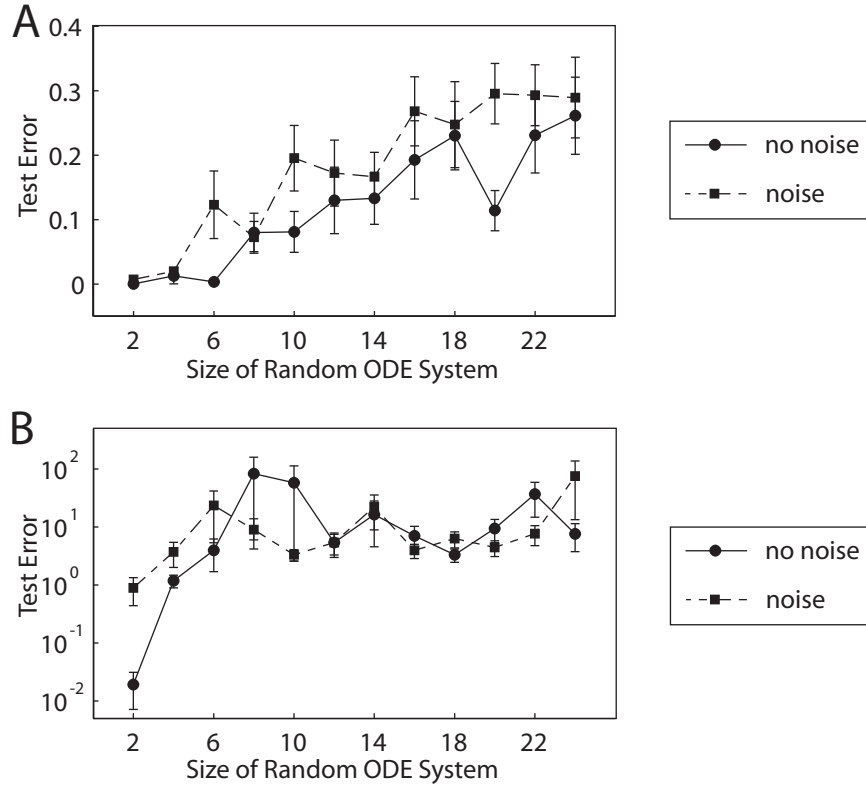 A
Test Error
0.4
0.3
0.2
0.1
0
2 6 10 14 18 22
Size of Random ODE System
no noise
noise
B
Test Error
10^2
10^1
10^0
10^-1
10^-2
2 6 10 14 18 22
Size of Random ODE System
no noise
noise